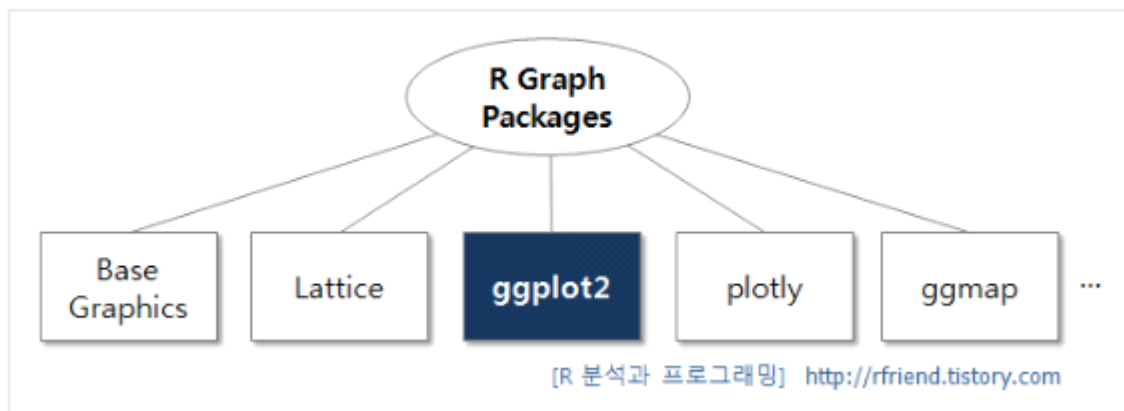 R Graph
Packages
Base
Graphics
Lattice
ggplot2
plotly
ggmap
...
[R 분석과 프로그래밍] http://rfriend.tistory.com